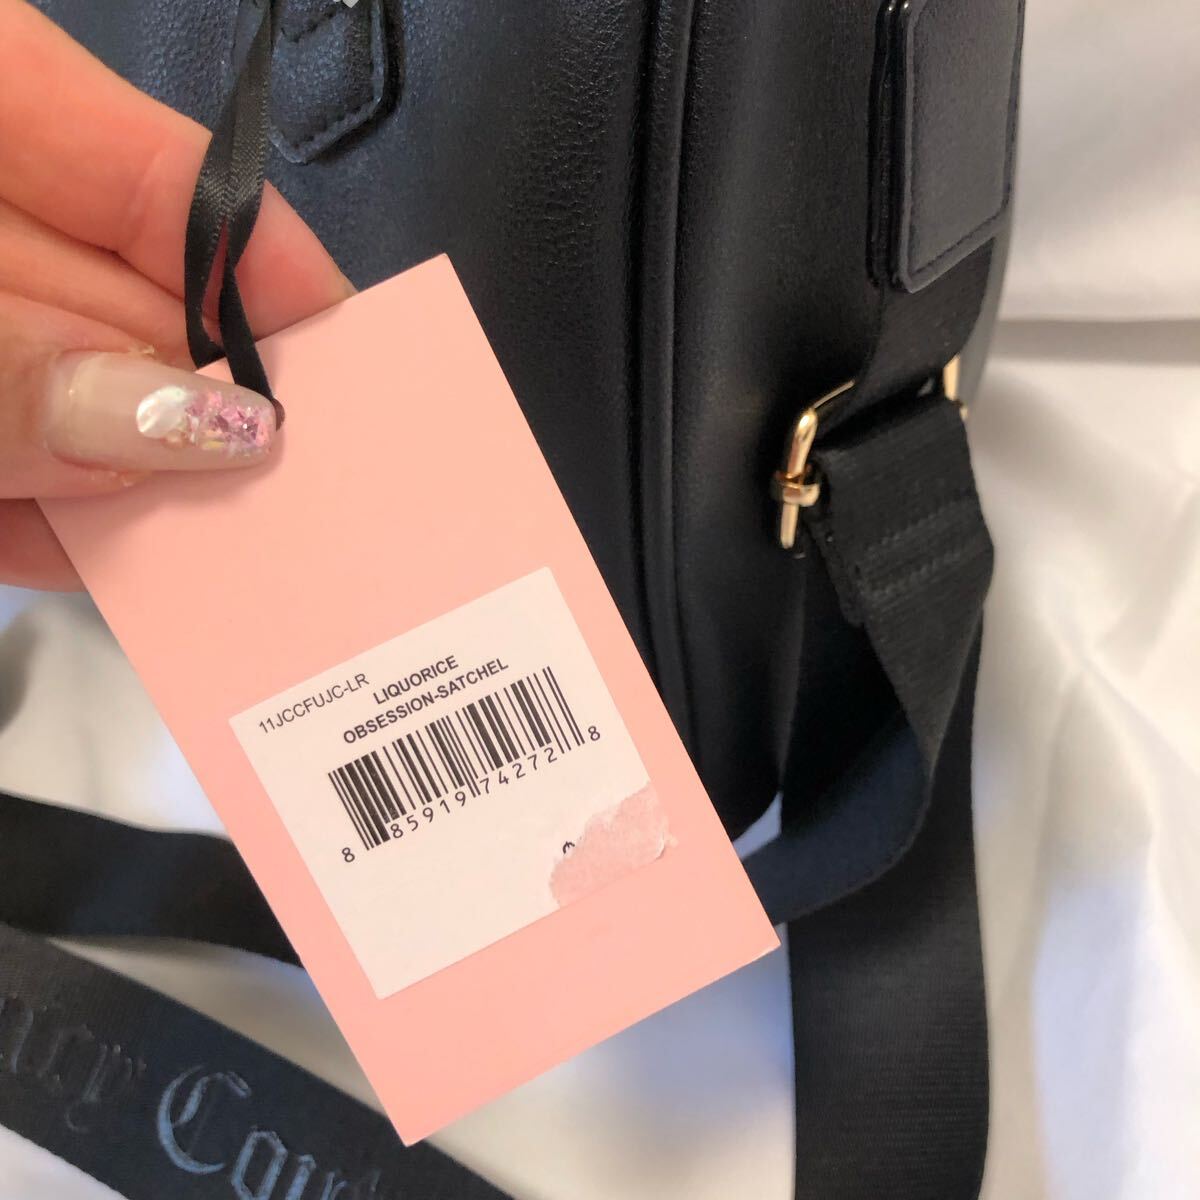 11JCCFUJC-LR
LIQUORICE
OBSESSION-SATCHEL
8 85919 74272 8